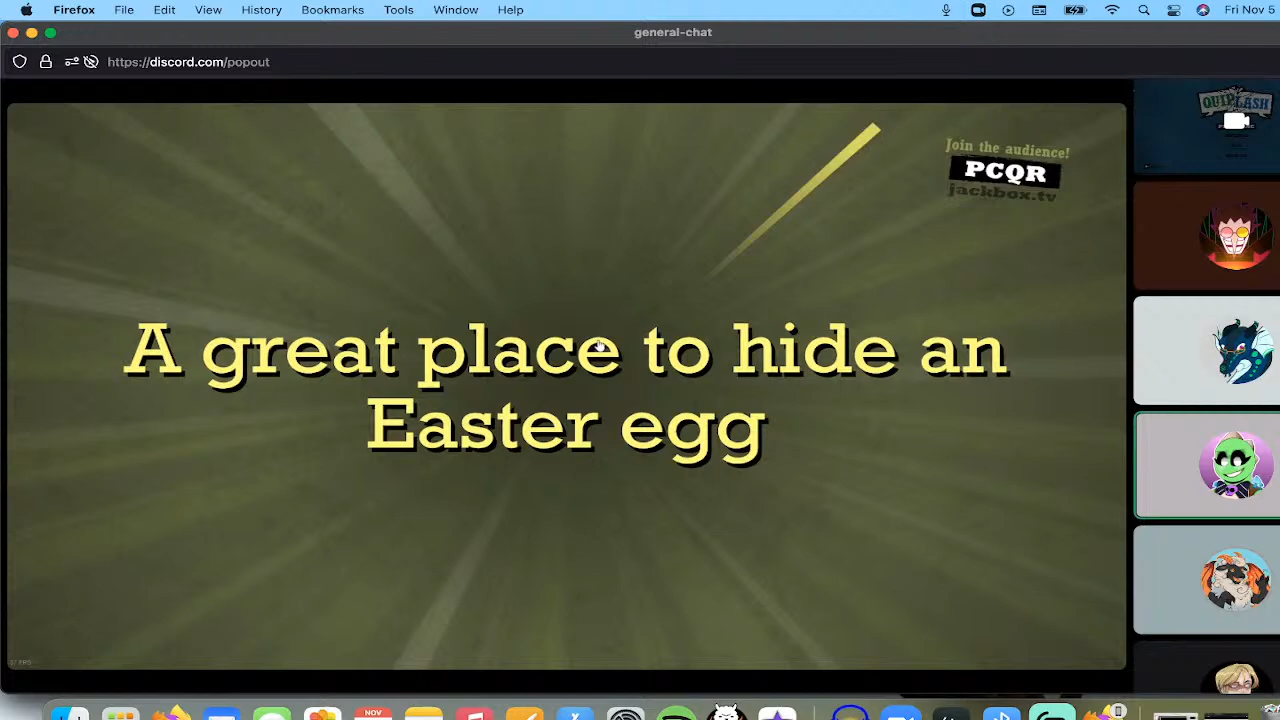 Firefox File Edit View History Bookmarks Tools Window Help Fri Nov 5
general-chat
https://discord.com/popout
QUIPLASH
Join the audience!
PCQR
jackbox.tv
A great place to hide an
Easter egg
NOV